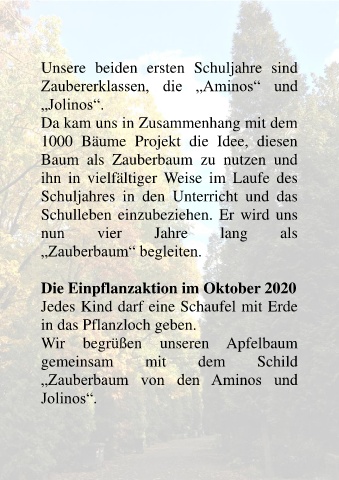 Unsere beiden ersten Schuljahre sind
Zaubererklassen, die „Aminos“ und
„Jolinos“.
Da kam uns in Zusammenhang mit dem
1000 Bäume Projekt die Idee, diesen
Baum als Zauberbaum zu nutzen und
ihn in vielfältiger Weise im Laufe des
Schuljahres in den Unterricht und das
Schulleben einzubeziehen. Er wird uns
nun vier Jahre lang als
„Zauberbaum“ begleiten.
Die Einpflanzaktion im Oktober 2020
Jedes Kind darf eine Schaufel mit Erde
in das Pflanzloch geben.
Wir begrüßen unseren Apfelbaum
gemeinsam mit dem Schild
„Zauberbaum von den Aminos und
Jolinos“.